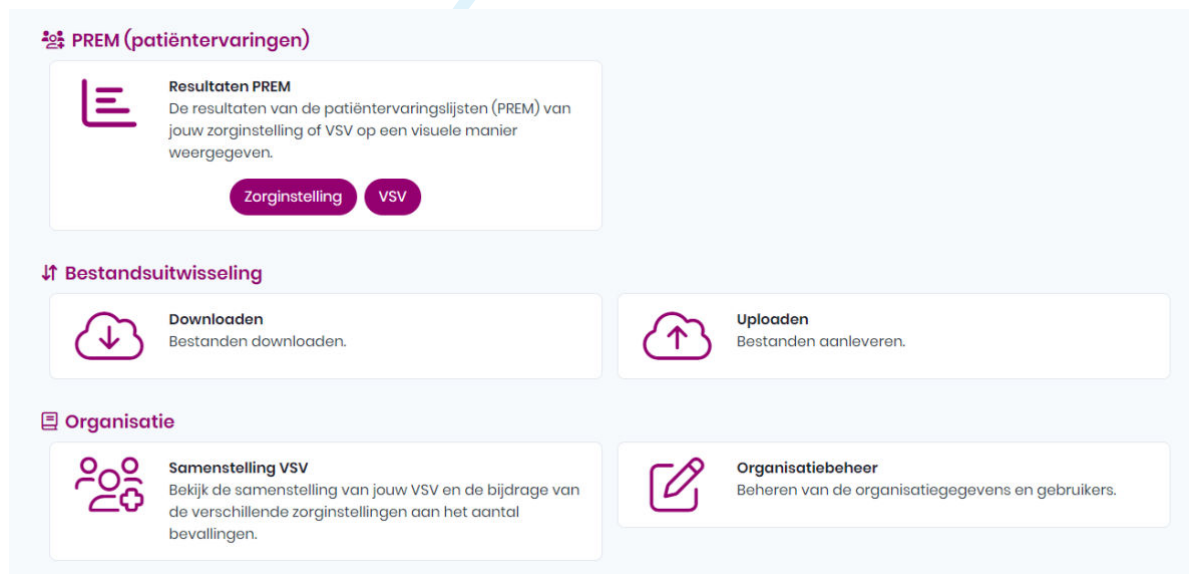 PREM (patiëntervaringen)
Resultaten PREM
De resultaten van de patiëntervaringslijsten (PREM) van
jouw zorginstelling of VSV op een visuele manier
weergegeven.
Zorginstelling VSV
Bestandsuitwisseling
Downloaden
Bestanden downloaden.
Uploaden
Bestanden aanleveren.
Organisatie
Samenstelling VSV
Bekijk de samenstelling van jouw VSV en de bijdrage van
de verschillende zorginstellingen aan het aantal
bevallingen.
Organisatiebeheer
Beheren van de organisatiegegevens en gebruikers.